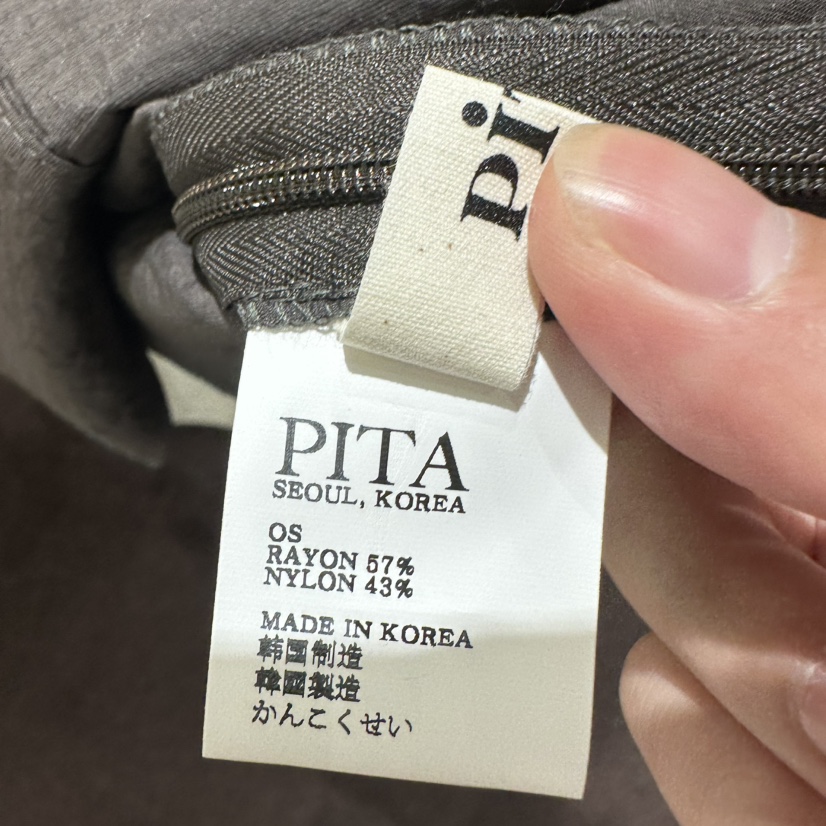 pi
PITA
SEOUL, KOREA
OS
RAYON 57%
NYLON 43%
MADE IN KOREA
韩国制造
韓國製造
かんこくせい